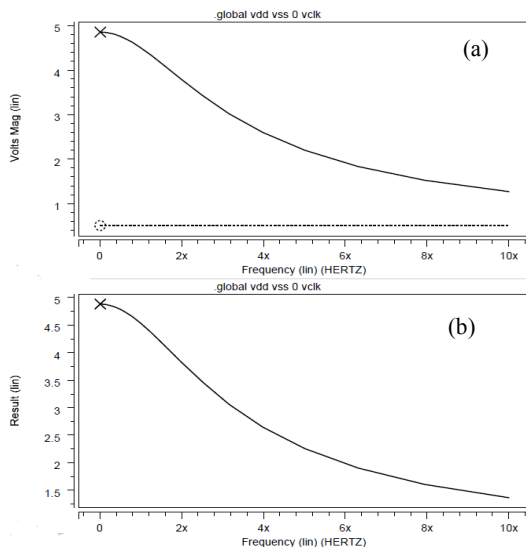 .global vdd vss 0 vclk
(a)
Volts Mag (lin)
5
4
3
2
1
0 2x 4x 6x 8x 10x
Frequency (lin) (HERTZ)
.global vdd vss 0 vclk
(b)
Result (lin)
5
4.5
4
3.5
3
2.5
2
1.5
0 2x 4x 6x 8x 10x
Frequency (lin) (HERTZ)